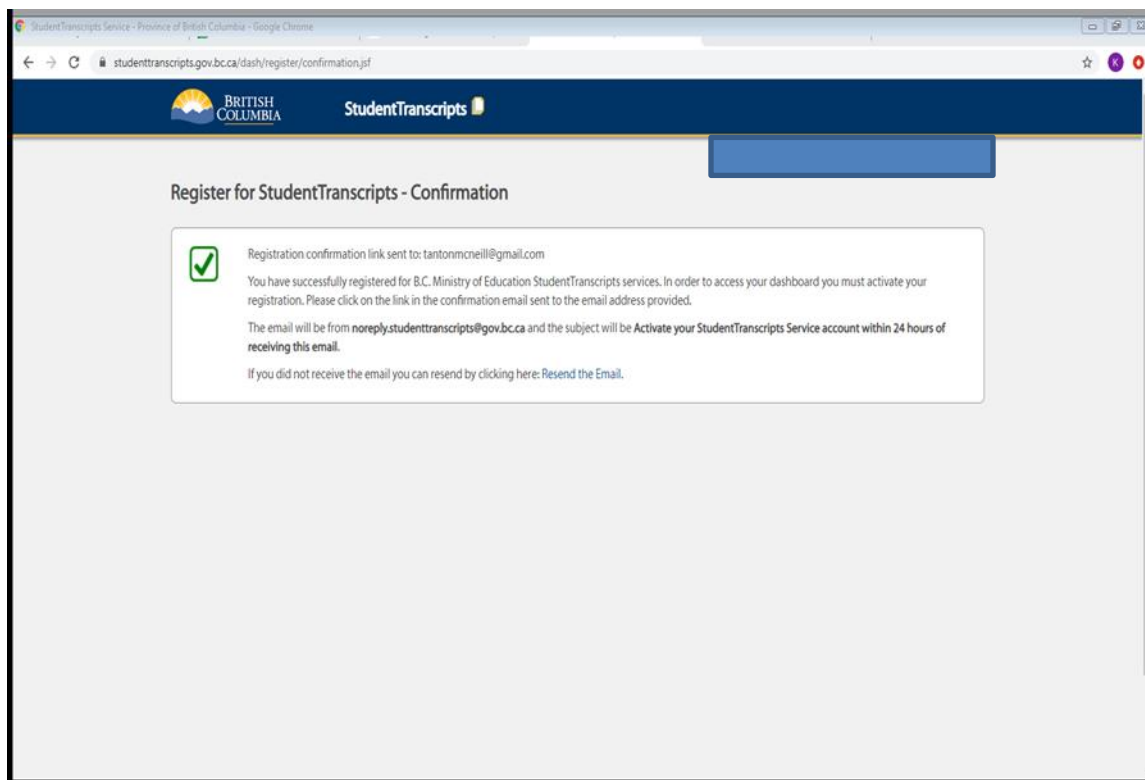 StudentTranscripts Service - Province of British Columbia - Google Chrome
studenttranscripts.gov.bc.ca/dash/register/confirmation.jsf
K
BRITISH
COLUMBIA
StudentTranscripts
Register for StudentTranscripts - Confirmation
Registration confirmation link sent to: tantonmcneill@gmail.com
You have successfully registered for B.C. Ministry of Education StudentTranscripts services. In order to access your dashboard you must activate your
registration. Please click on the link in the confirmation email sent to the email address provided.
The email will be from noreply.studenttranscripts@gov.bc.ca and the subject will be Activate your StudentTranscripts Service account within 24 hours of
receiving this email.
If you did not receive the email you can resend by clicking here: Resend the Email.